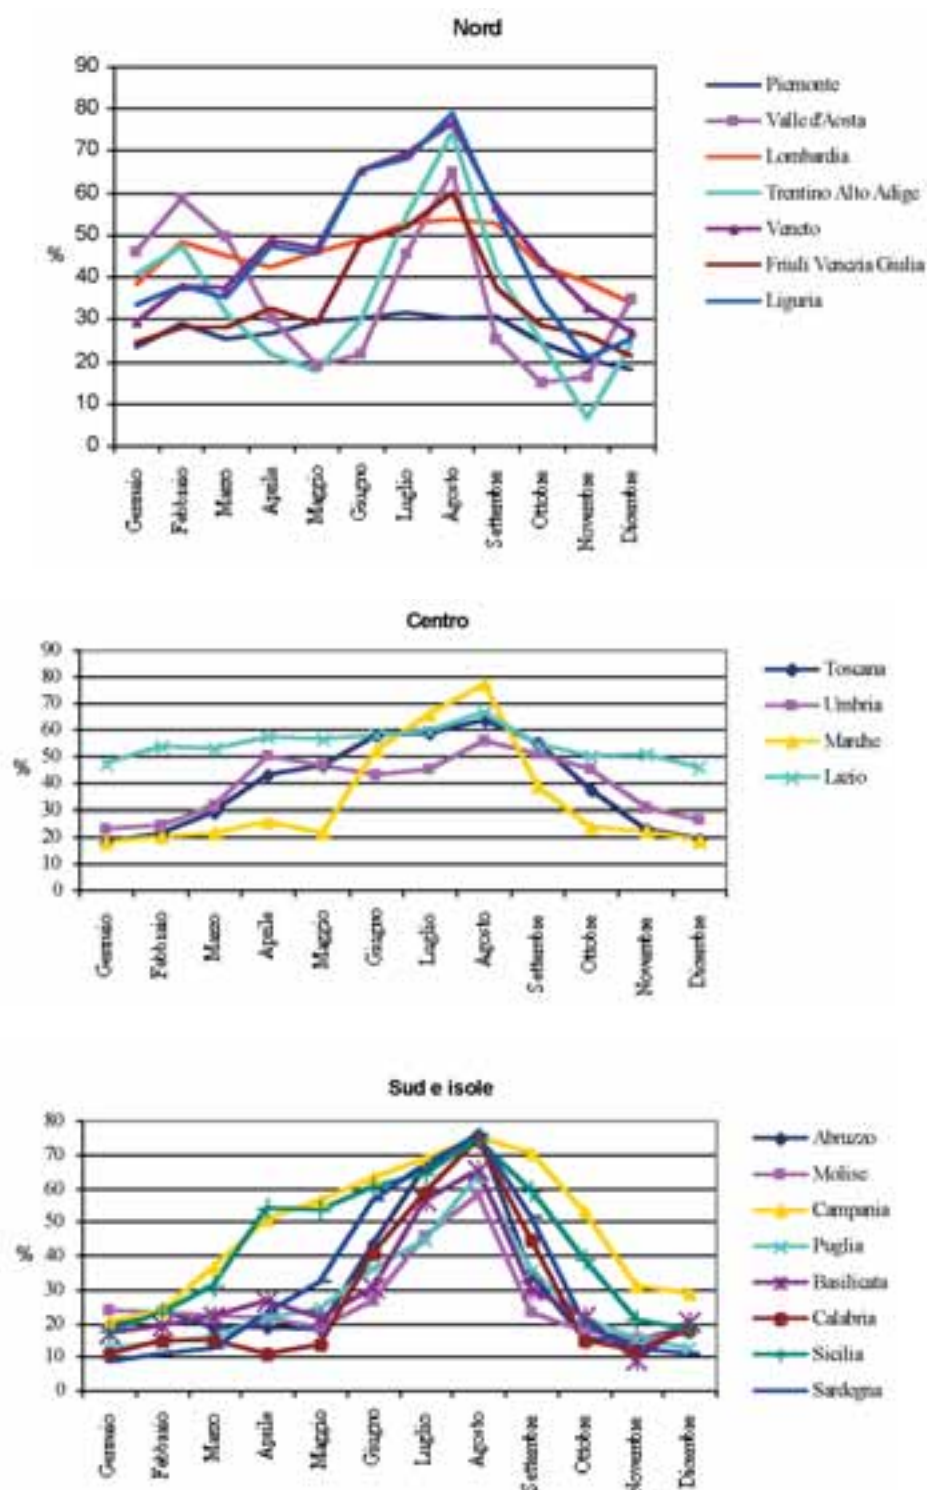 Nord
90
80
70
60
50
40
30
20
10
0
%
Gennaio
Febbraio
Marzo
Aprile
Maggio
Giugno
Luglio
Agosto
Settembre
Ottobre
Novembre
Dicembre
Piemonte
Valle d'Aosta
Lombardia
Trentino Alto Adige
Veneto
Friuli Venezia Giulia
Liguria
Centro
90
80
70
60
50
40
30
20
10
0
%
Gennaio
Febbraio
Marzo
Aprile
Maggio
Giugno
Luglio
Agosto
Settembre
Ottobre
Novembre
Dicembre
Toscana
Umbria
Marche
Lazio
Sud e isole
80
70
60
50
40
30
20
10
0
%
Gennaio
Febbraio
Marzo
Aprile
Maggio
Giugno
Luglio
Agosto
Settembre
Ottobre
Novembre
Dicembre
Abruzzo
Molise
Campania
Puglia
Basilicata
Calabria
Sicilia
Sardegna